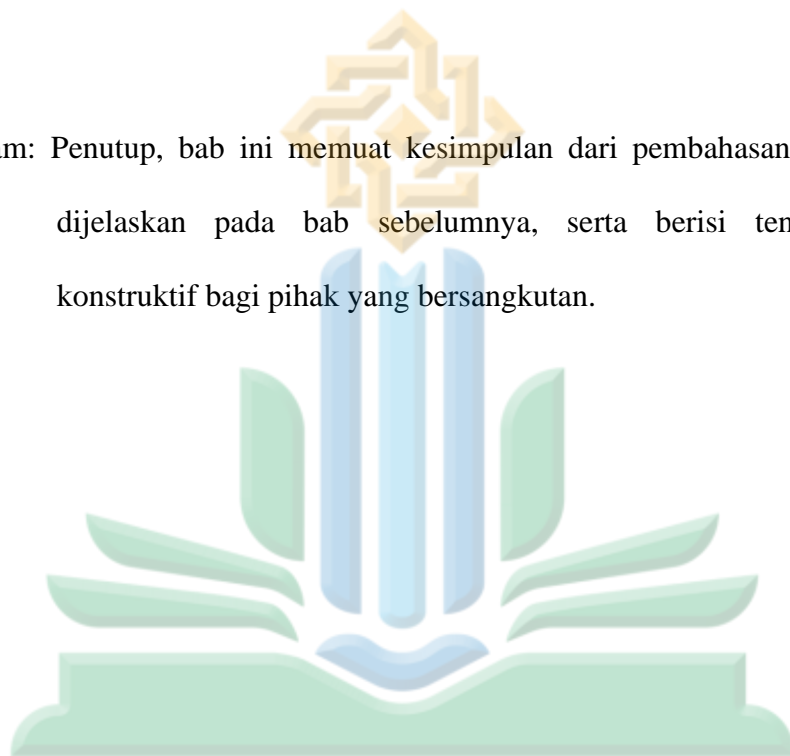 am: Penutup, bab ini memuat kesimpulan dari pembahasan
dijelaskan pada bab sebelumnya, serta berisi ten
konstruktif bagi pihak yang bersangkutan.